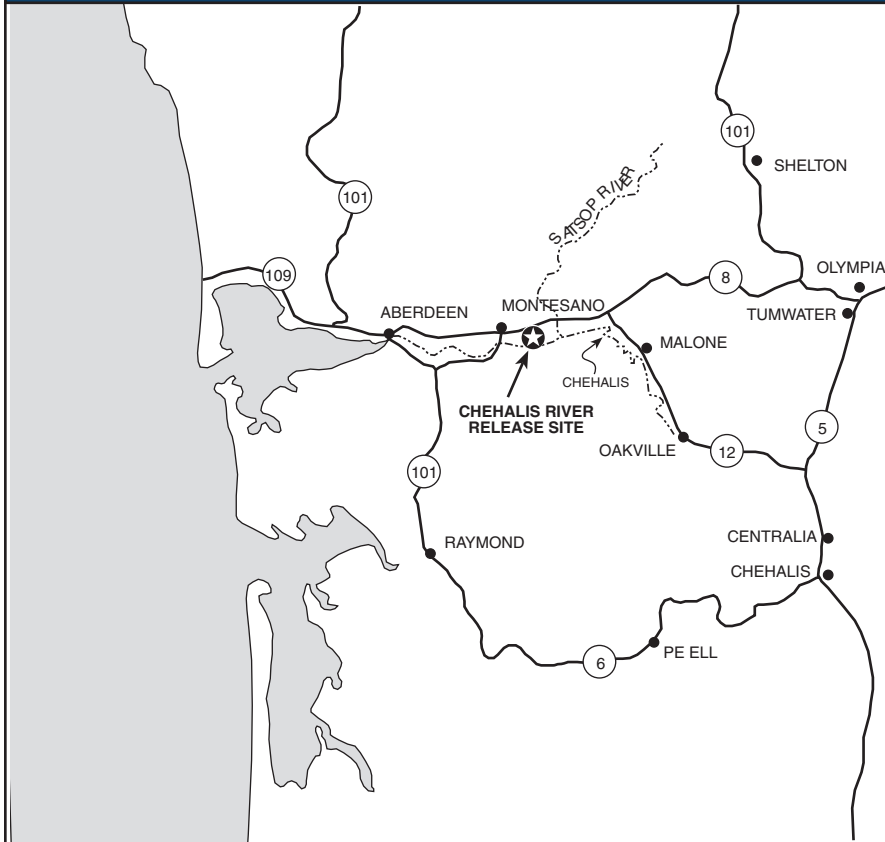 101
SHELTON
SATSOP RIVER
101
OLYMPIA
109
8
ABERDEEN
MONTESANO
TUMWATER
MALONE
CHEHALIS
CHEHALIS RIVER
RELEASE SITE
5
OAKVILLE
12
101
CENTRALIA
RAYMOND
CHEHALIS
PE ELL
6